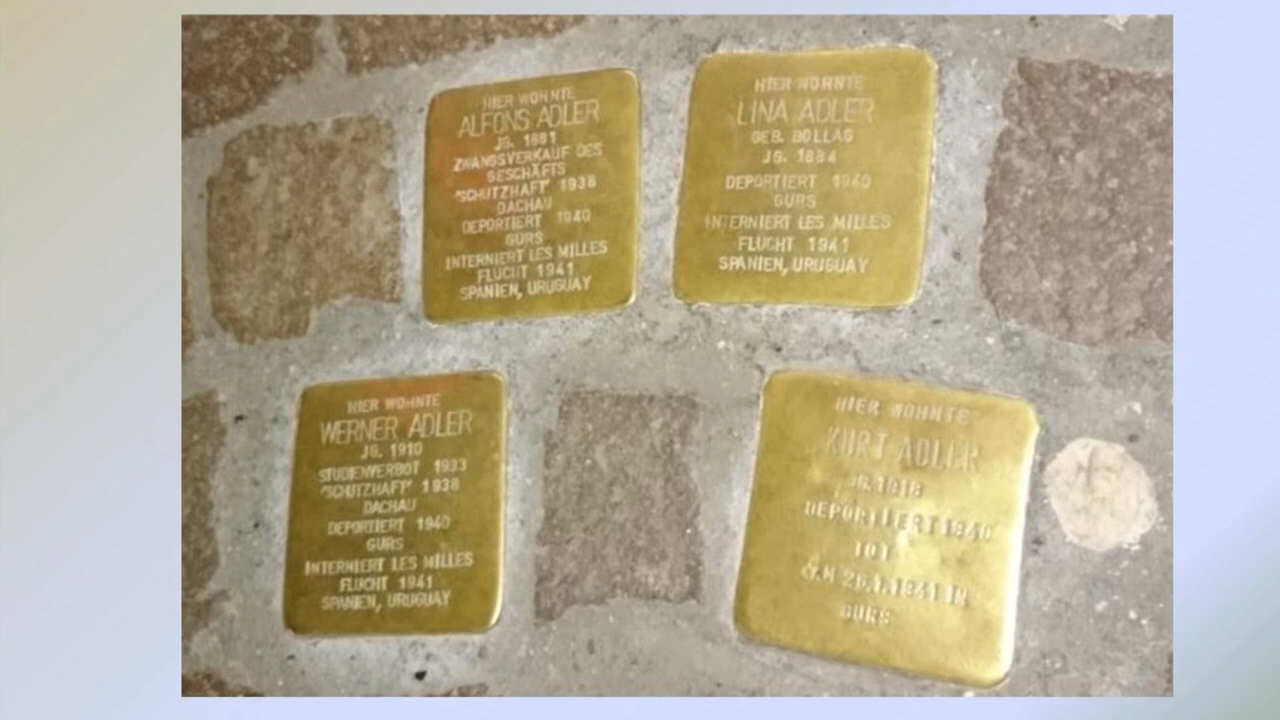 HIER WOHNTE
ALFONS ADLER
JG. 1881
ZWANGSVERKAUF DES
GESCHÄFTS
"SCHUTZHAFT" 1938
DACHAU
DEPORTIERT 1940
GURS
INTERNIERT LES MILLES
FLUCHT 1941
SPANIEN, URUGUAY
HIER WOHNTE
LINA ADLER
GEB. BOLLAG
JG. 1884
DEPORTIERT 1940
GURS
INTERNIERT LES MILLES
FLUCHT 1941
SPANIEN, URUGUAY
HIER WOHNTE
WERNER ADLER
JG. 1910
STUDIENVERBOT 1933
"SCHUTZHAFT" 1938
DACHAU
DEPORTIERT 1940
GURS
INTERNIERT LES MILLES
FLUCHT 1941
SPANIEN, URUGUAY
HIER WOHNTE
KURT ADLER
JG. 1918
DEPORTIERT 1940
TOT
AM 26.1.1941 IN
GURS